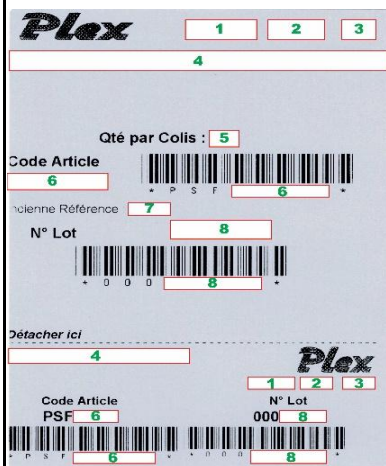 Plex 1 2 3
4
Qté par Colis : 5
Code Article
6
* P S F 6 *
ncienne Référence 7
N° Lot 8
* 0 0 0 8 *
Détacher ici
4
Plex
1 2 3
Code Article N° Lot
PSF 6 000 8
* P S F 6 * * 0 0 0 8 *